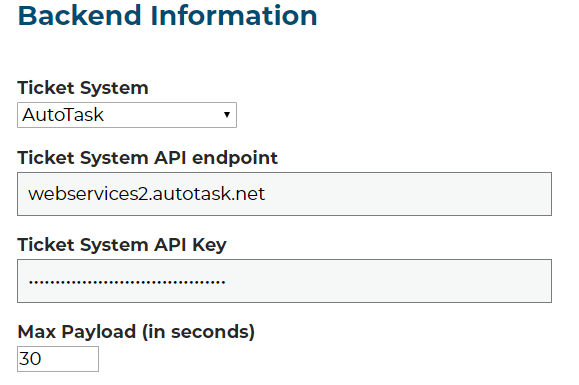 Backend Information
Ticket System
AutoTask
Ticket System API endpoint
webservices2.autotask.net
Ticket System API Key
Max Payload (in seconds)
30